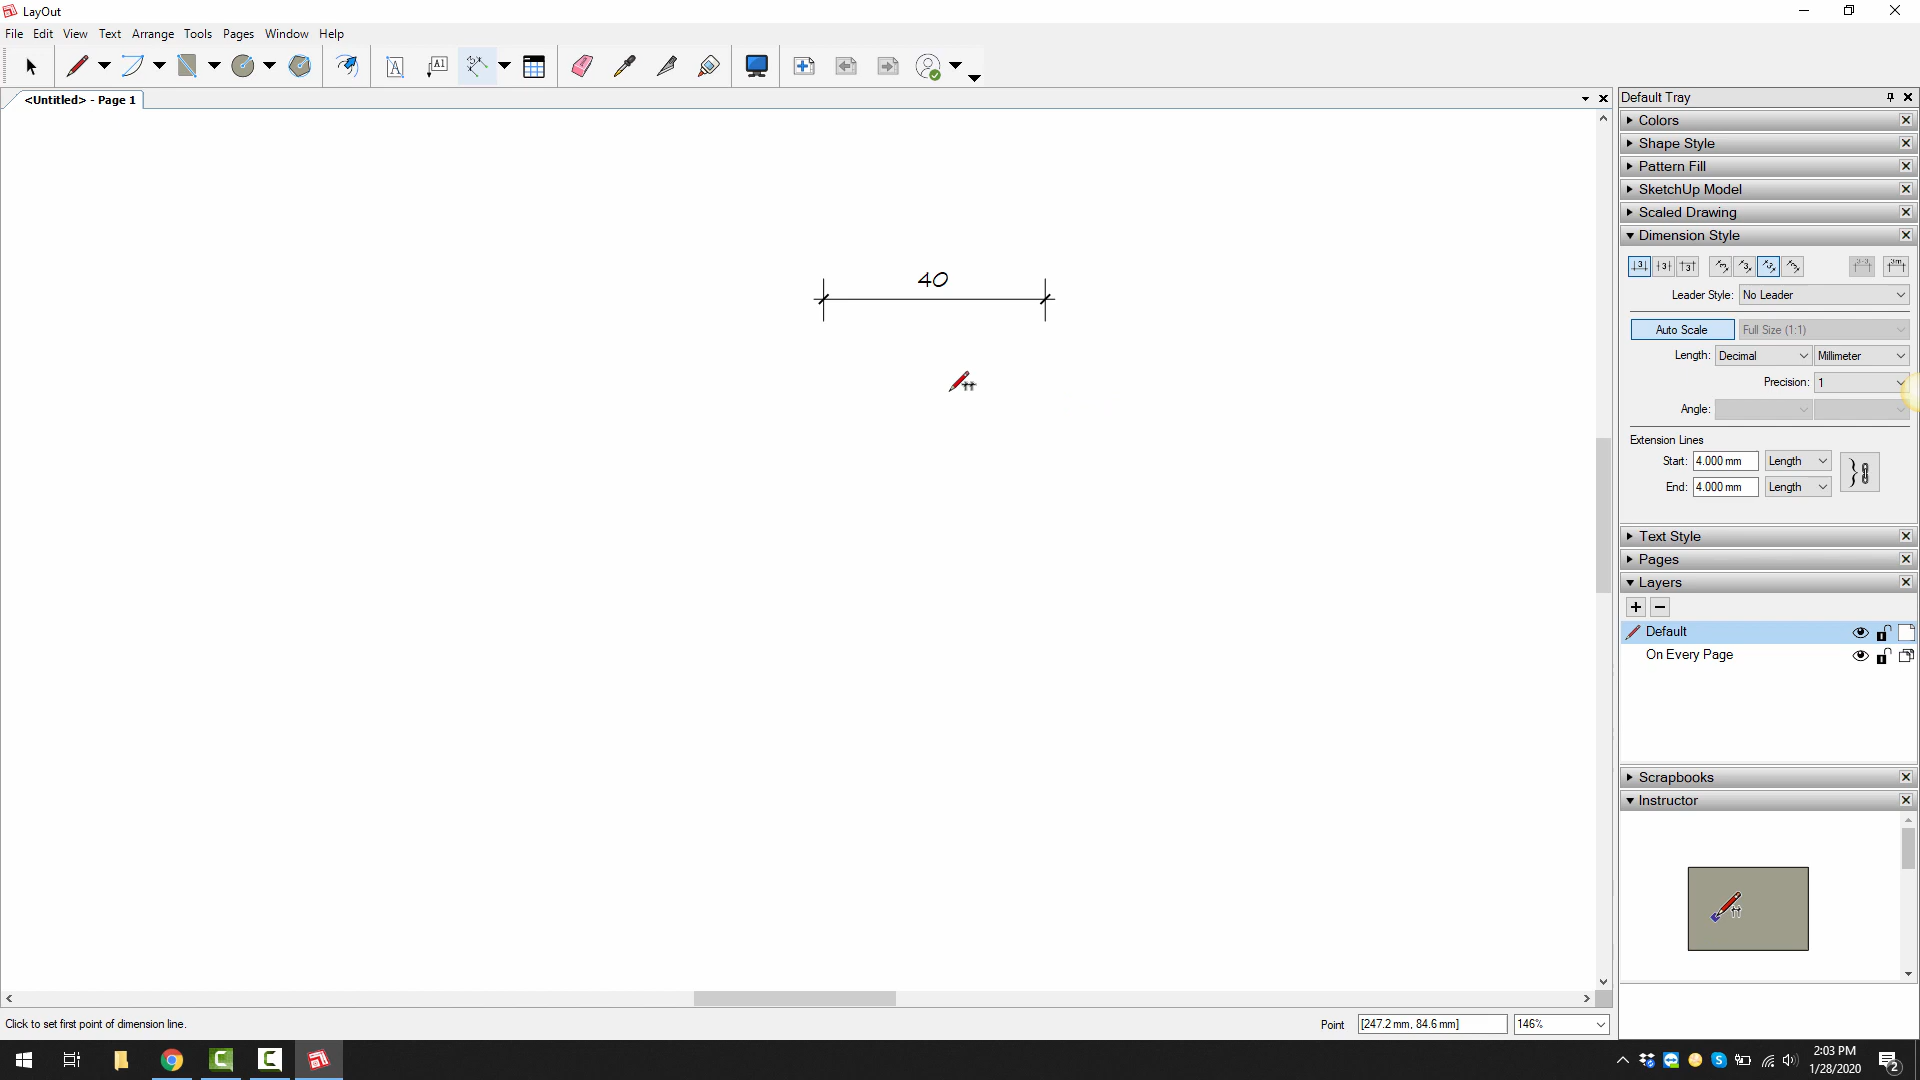 LayOut
File Edit View Text Arrange Tools Pages Window Help
A A1
<Untitled> - Page 1
Default Tray
Colors
Shape Style
Pattern Fill
SketchUp Model
Scaled Drawing
Dimension Style
Leader Style: No Leader
Auto Scale Full Size (1:1)
Length: Decimal Millimeter
Precision: 1
Angle:
Extension Lines
Start: 4.000 mm Length
End: 4.000 mm Length
Text Style
Pages
Layers
Default
On Every Page
Scrapbooks
Instructor
40
Click to set first point of dimension line.
Point [247.2 mm, 84.6 mm] 146%
2:03 PM
1/28/2020
2